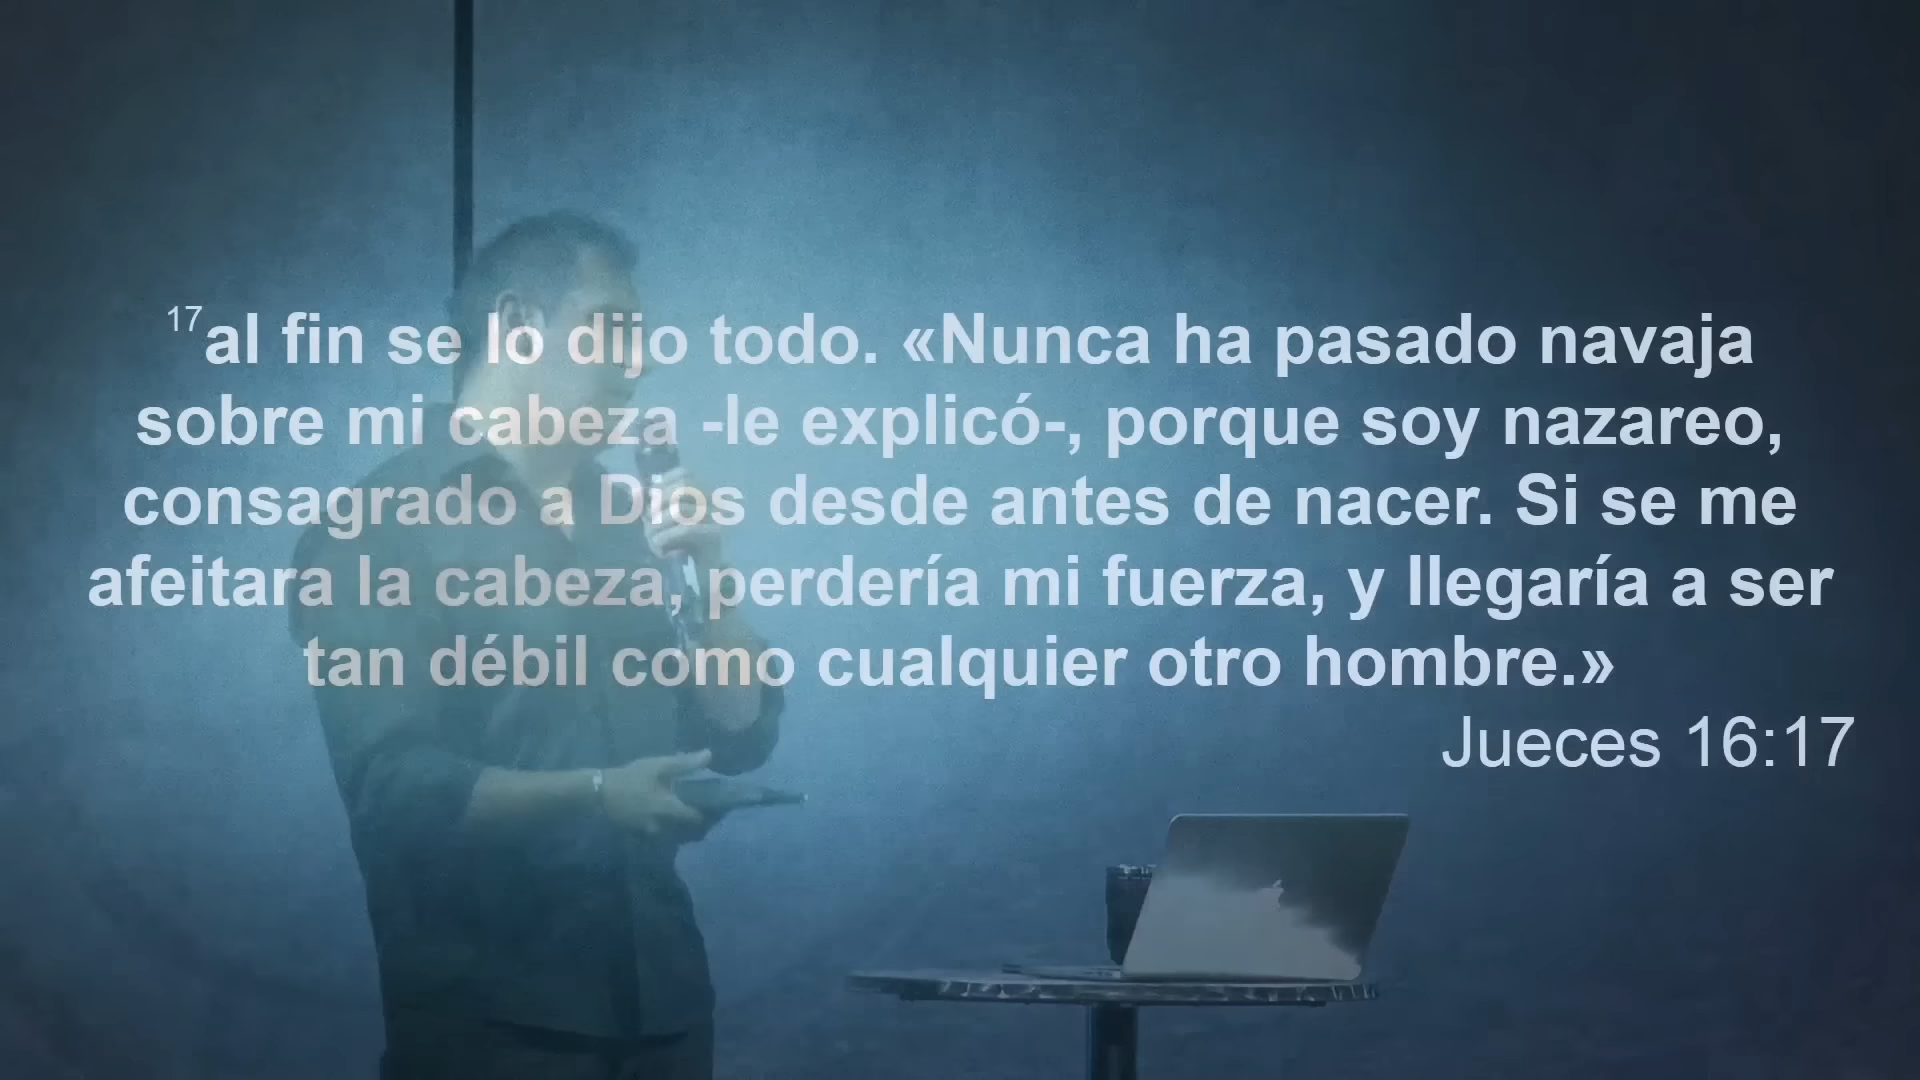 17al fin se lo dijo todo. «Nunca ha pasado navaja
sobre mi cabeza -le explicó-, porque soy nazareo,
consagrado a Dios desde antes de nacer. Si se me
afeitara la cabeza, perdería mi fuerza, y llegaría a ser
tan débil como cualquier otro hombre.»
Jueces 16:17